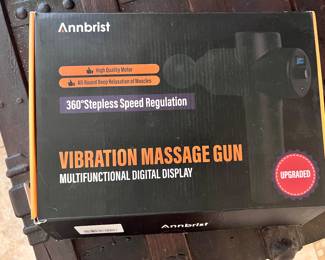 Annbrist
High Quality Motor
All-Round Deep Relaxation of Muscles
360°Stepless Speed Regulation
VIBRATION MASSAGE GUN
MULTIFUNCTIONAL DIGITAL DISPLAY
UPGRADED
Annbrist